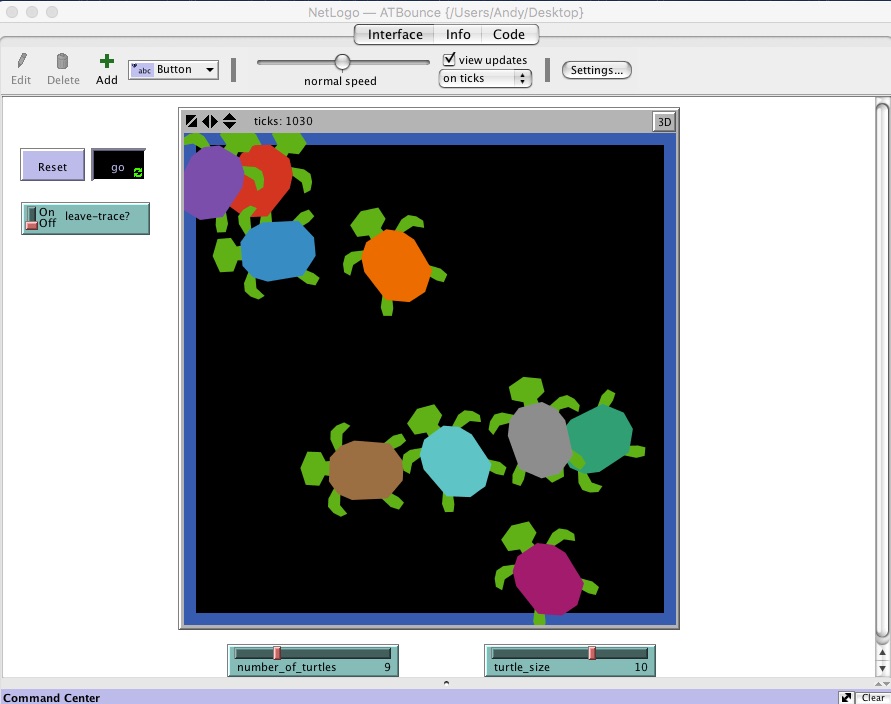 NetLogo — ATBounce {/Users/Andy/Desktop}
Interface Info Code
Edit Delete Add abc Button normal speed view updates on ticks Settings...
ticks: 1030 3D
Reset go
On Off leave-trace?
number_of_turtles 9 turtle_size 10
Command Center Clear